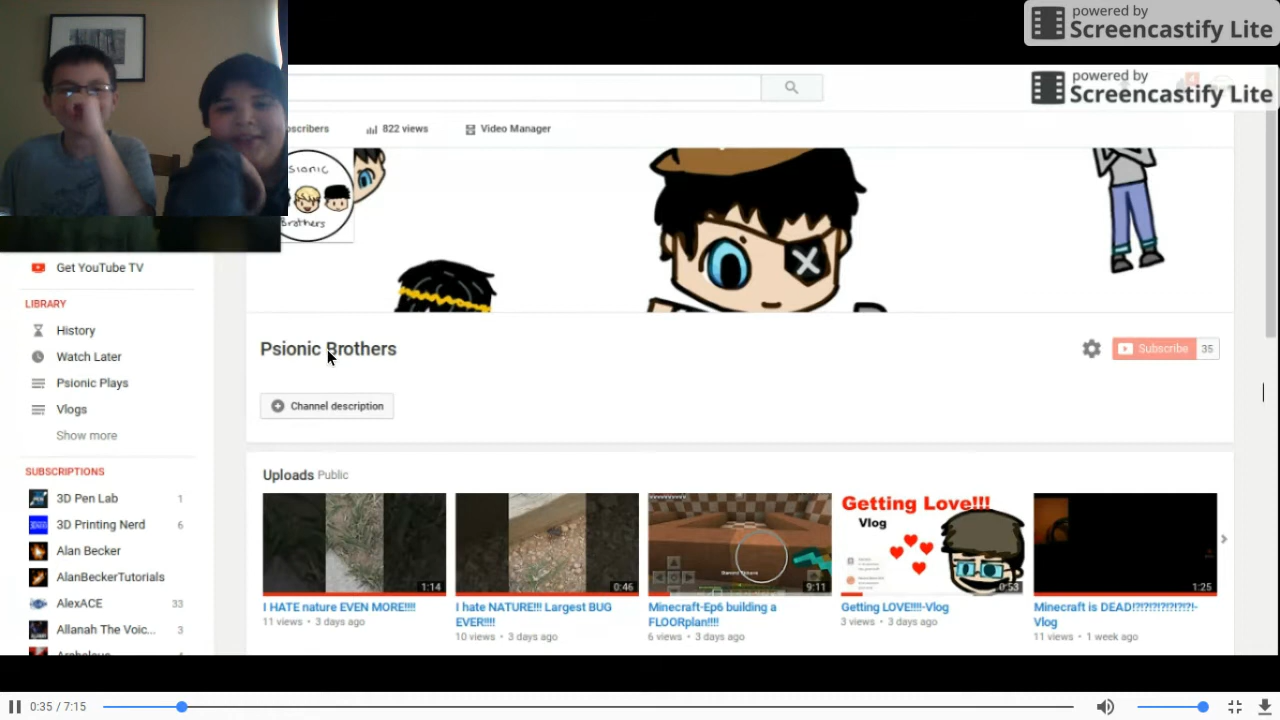 powered by
Screencastify Lite
powered by
Screencastify Lite
822 views
Video Manager
Brothers
Get YouTube TV
LIBRARY
History
Watch Later
Psionic Plays
Vlogs
Show more
SUBSCRIPTIONS
3D Pen Lab 1
3D Printing Nerd 6
Alan Becker
AlanBeckerTutorials
AlexACE 33
Allanah The Voic... 3
Psionic Brothers
Subscribe 35
Channel description
Uploads Public
1:14
I HATE nature EVEN MORE!!!!
11 views • 3 days ago
0:46
I hate NATURE!!! Largest BUG
EVER!!!!
10 views • 3 days ago
9:11
Minecraft-Ep6 building a
FLOORplan!!!!
6 views • 3 days ago
Getting Love!!!
Vlog
0:53
Getting LOVE!!!!-Vlog
3 views • 3 days ago
1:25
Minecraft is DEAD!?!?!?!?!?!?!-
Vlog
11 views • 1 week ago
0:35 / 7:15